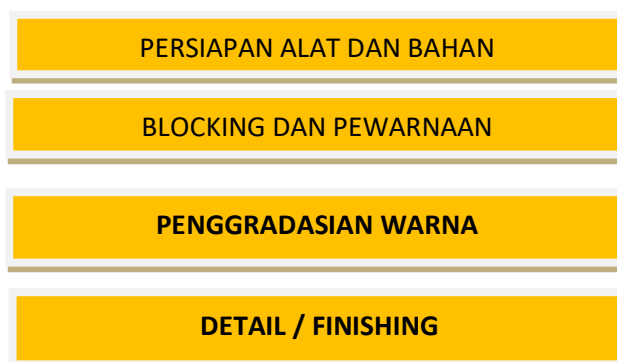 PERSIAPAN ALAT DAN BAHAN
BLOCKING DAN PEWARNAAN
PENGGRADASIAN WARNA
DETAIL / FINISHING